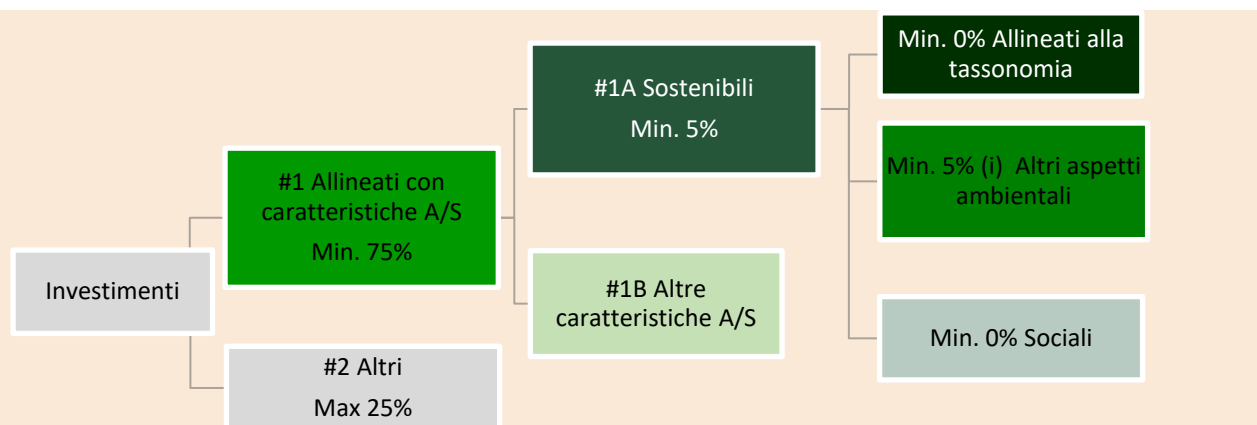 Investimenti
#1 Allineati con
caratteristiche A/S
Min. 75%
#2 Altri
Max 25%
#1A Sostenibili
Min. 5%
#1B Altre
caratteristiche A/S
Min. 0% Allineati alla
tassonomia
Min. 5% (i) Altri aspetti
ambientali
Min. 0% Sociali